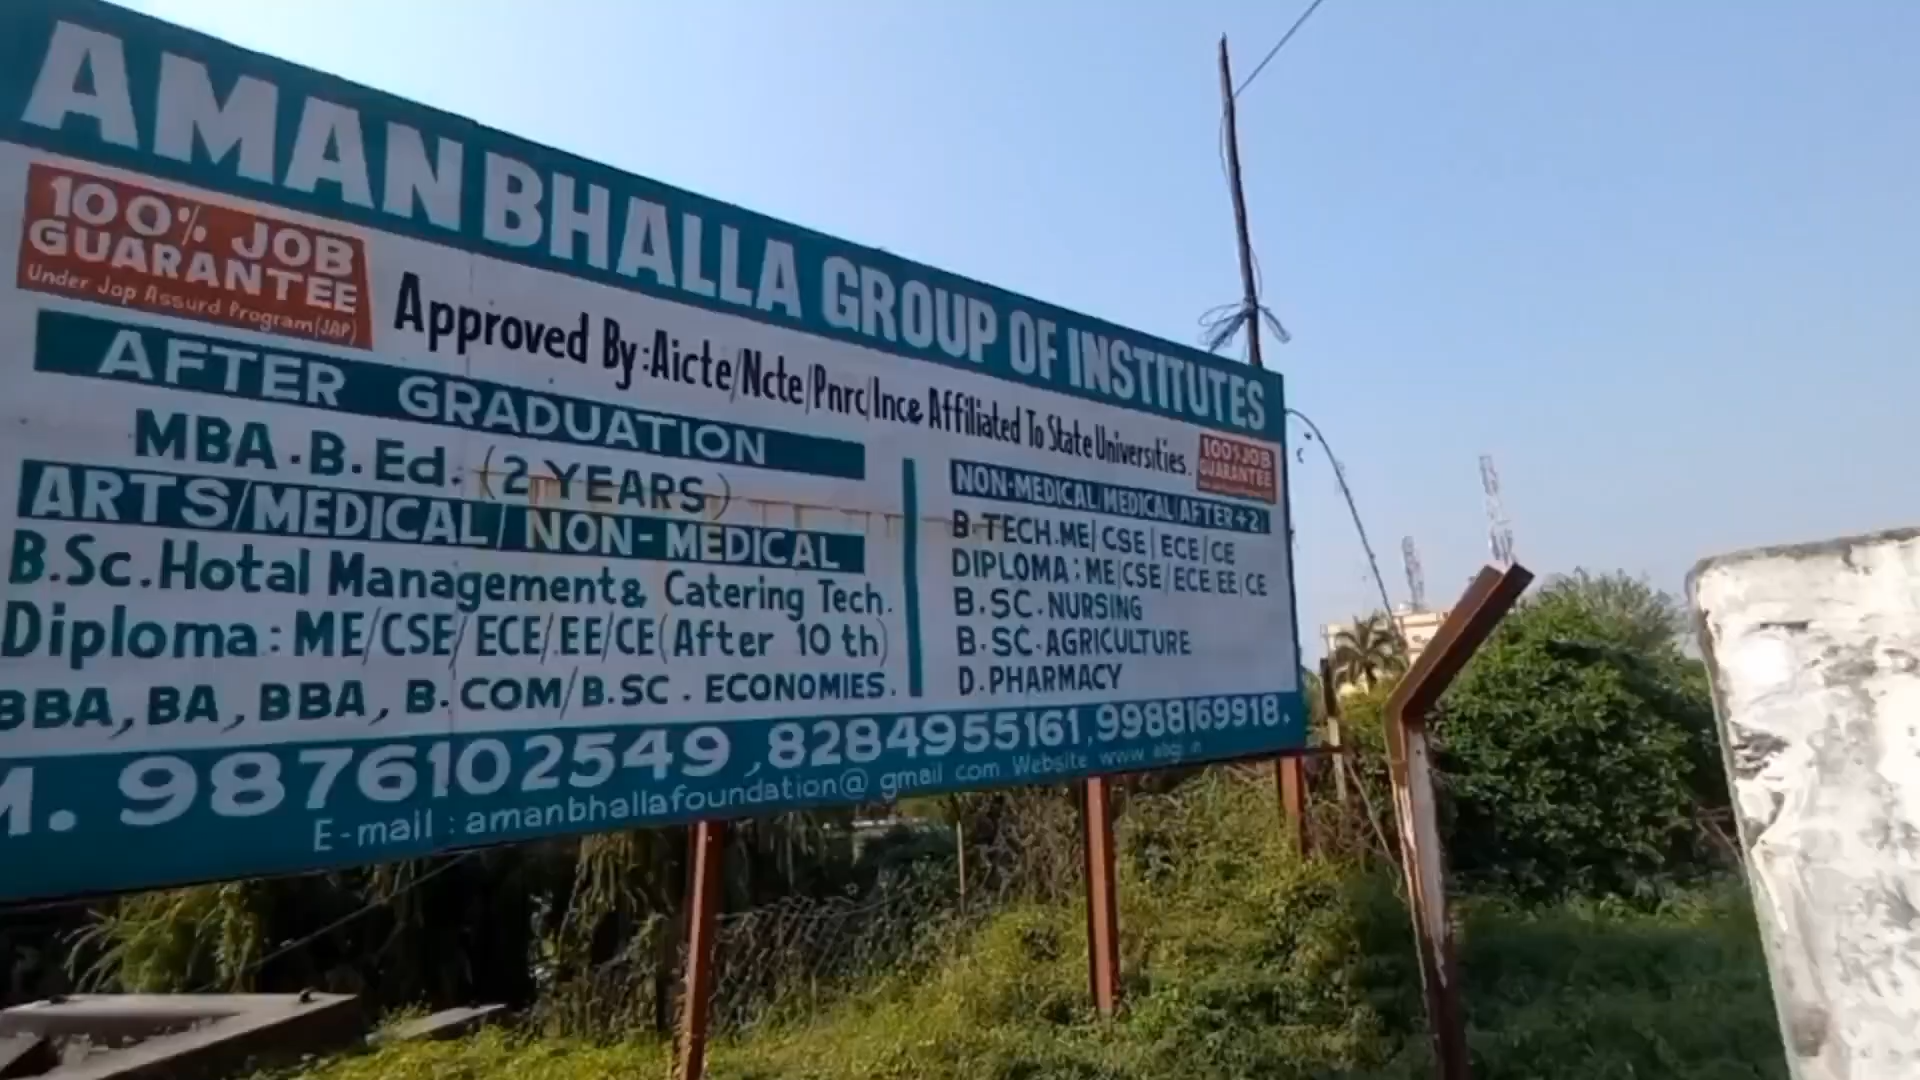 AMAN BHALLA GROUP OF INSTITUTES
100% JOB
GUARANTEE
Under Jop Assurd Program(JAP)
Approved By:Aicte/Ncte/Pnrc/Ince Affiliated To State Universities.
100% JOB
GUARANTEE
AFTER GRADUATION
MBA.B.Ed. (2 YEARS)
ARTS/MEDICAL/NON-MEDICAL
B.Sc.Hotal Management& Catering Tech.
Diploma: ME/CSE/ECE/EE/CE(After 10 th)
BBA, BA, BBA, B.COM/B.SC. ECONOMIES.
NON-MEDICAL/MEDICAL/AFTER+2
B-TECH.ME/CSE/ECE/CE
DIPLOMA:ME/CSE/ECE EE/CE
B.SC.NURSING
B.SC.AGRICULTURE
D.PHARMACY
M. 9876102549,8284955161,9988169918.
E-mail:amanbhallafoundation@gmail com Website www abgi in